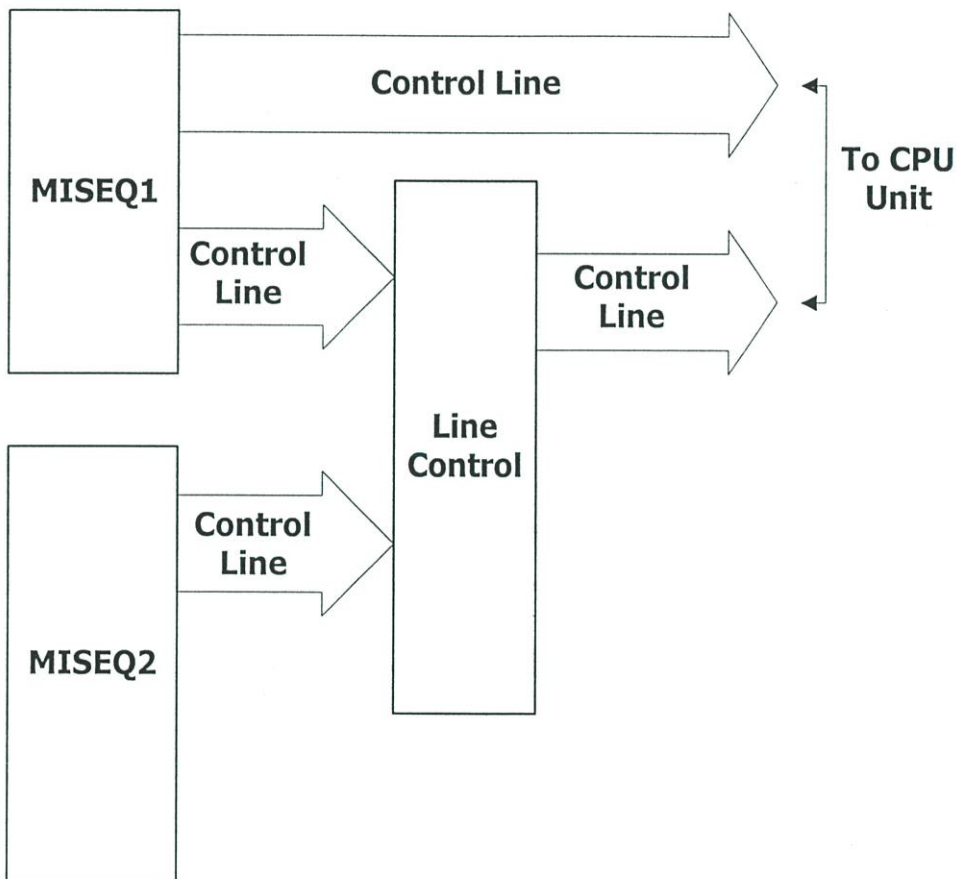 Control Line
MISEQ1
To CPU
Unit
Control
Line
Control
Line
Line
Control
Control
Line
MISEQ2